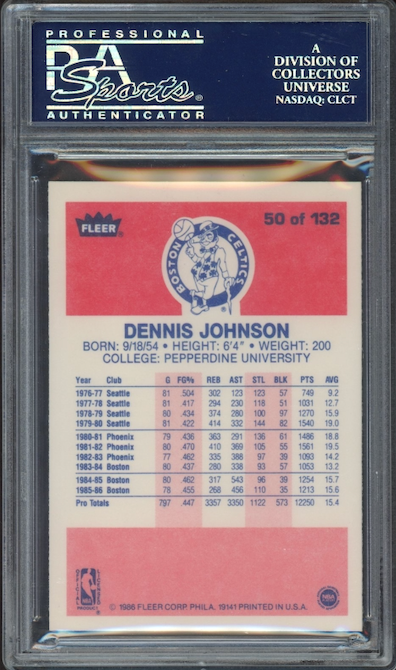 PROFESSIONAL
PSA
Sports®
AUTHENTICATOR
A
DIVISION OF
COLLECTORS
UNIVERSE
NASDAQ: CLCT
FLEER
50 of 132
BOSTON CELTICS
DENNIS JOHNSON
BORN: 9/18/54 • HEIGHT: 6'4" • WEIGHT: 200
COLLEGE: PEPPERDINE UNIVERSITY
Year Club G FG% REB AST STL BLK PTS AVG
1976-77 Seattle 81 .504 302 123 123 57 749 9.2
1977-78 Seattle 81 .417 294 230 118 51 1031 12.7
1978-79 Seattle 80 .434 374 280 100 97 1270 15.9
1979-80 Seattle 81 .422 414 332 144 82 1540 19.0
1980-81 Phoenix 79 .436 363 291 136 61 1486 18.8
1981-82 Phoenix 80 .470 410 369 105 55 1561 19.5
1982-83 Phoenix 77 .462 335 388 97 39 1093 14.2
1983-84 Boston 80 .437 280 338 93 57 1053 13.2
1984-85 Boston 80 .462 317 543 96 39 1254 15.7
1985-86 Boston 78 .455 268 456 110 35 1213 15.6
Pro Totals 797 .447 3357 3350 1122 573 12250 15.4
OFFICIAL LICENSED
NBA
PRODUCT
© 1986 FLEER CORP. PHILA. 19141 PRINTED IN U.S.A.